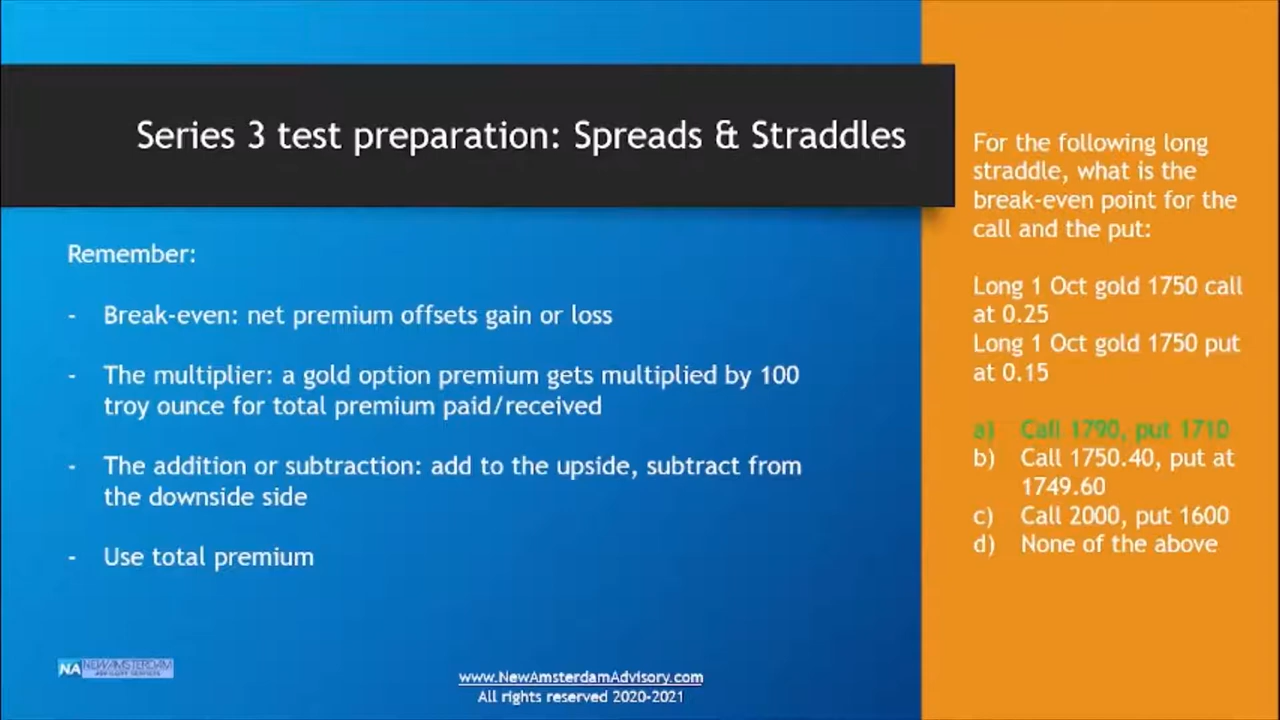 Series 3 test preparation: Spreads & Straddles
Remember:
- Break-even: net premium offsets gain or loss
- The multiplier: a gold option premium gets multiplied by 100
troy ounce for total premium paid/received
- The addition or subtraction: add to the upside, subtract from
the downside side
- Use total premium
For the following long
straddle, what is the
break-even point for the
call and the put:
Long 1 Oct gold 1750 call
at 0.25
Long 1 Oct gold 1750 put
at 0.15
a) Call 1790, put 1710
b) Call 1750.40, put at
1749.60
c) Call 2000, put 1600
d) None of the above
NA NEW AMSTERDAM
ADVISORY SERVICES
www.NewAmsterdamAdvisory.com
All rights reserved 2020-2021